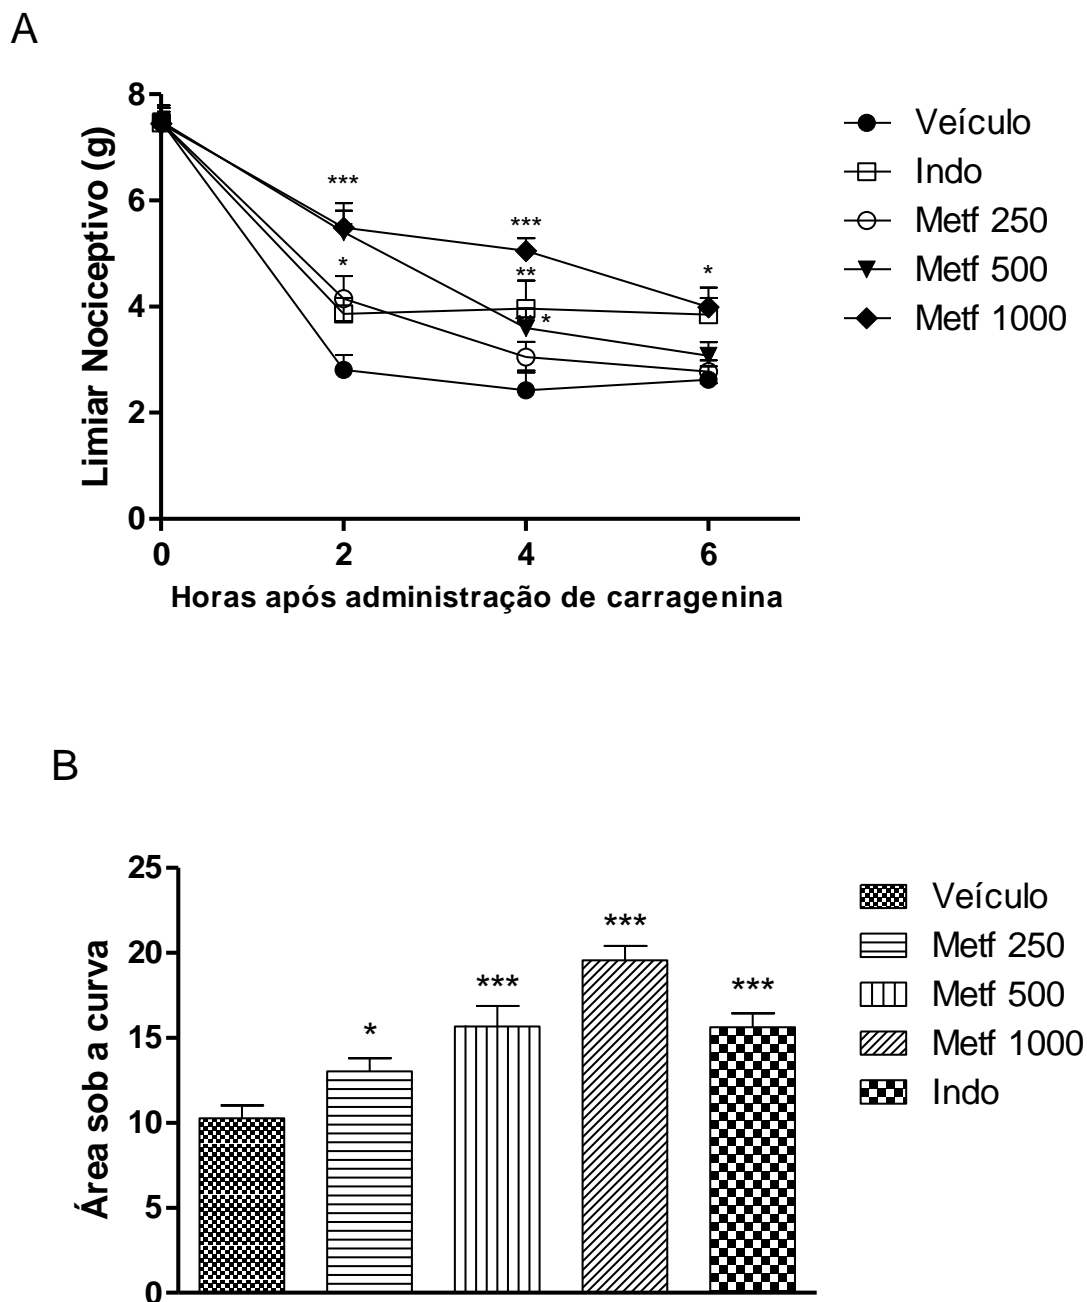 A
8
6
4
2
0
Limiar Nociceptivo (g)
***
***
*
**
*
*
0 2 4 6
Horas após administração de carragenina
Veículo
Indo
Metf 250
Metf 500
Metf 1000
B
25
20
15
10
5
0
Área sob a curva
*
***
***
***
Veículo
Metf 250
Metf 500
Metf 1000
Indo